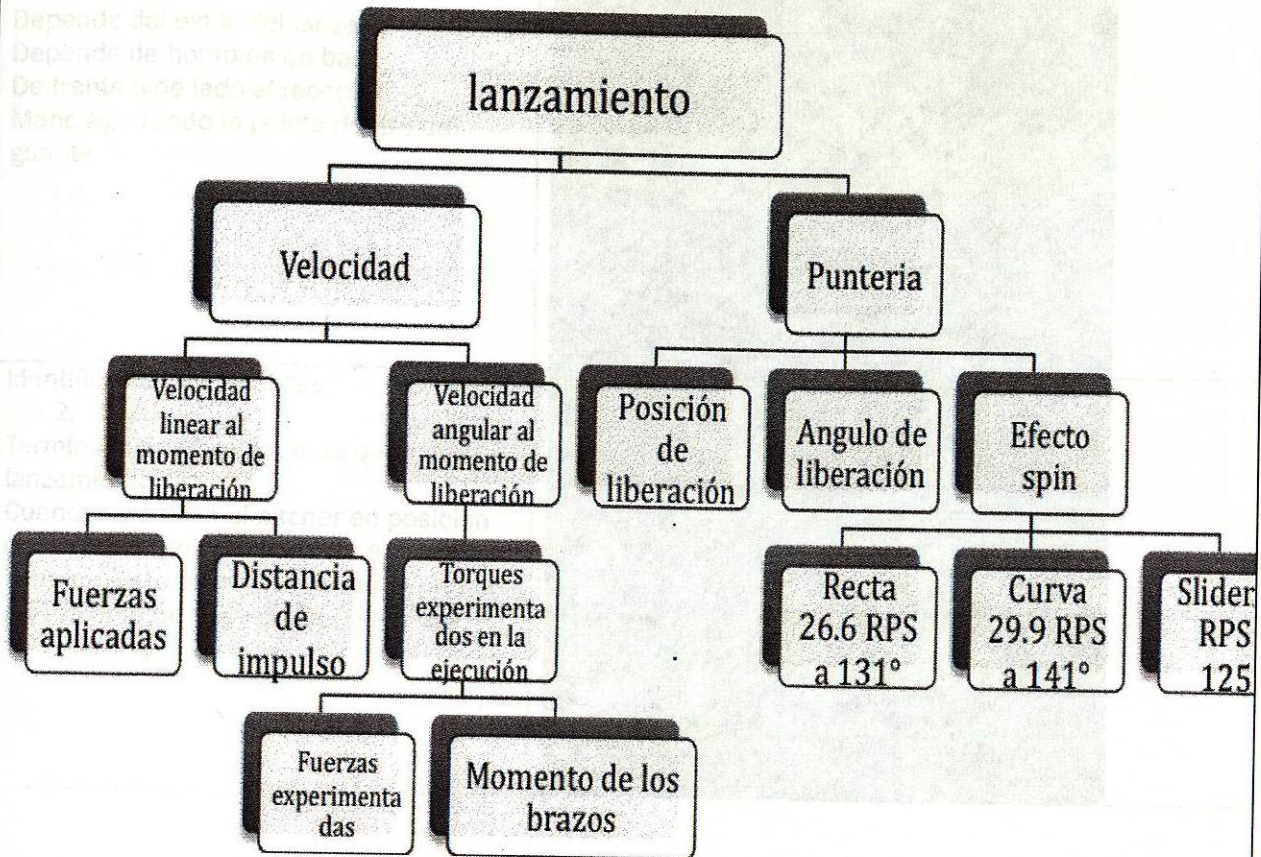 lanzamiento
Velocidad
Punteria
Velocidad
linear al
momento de
liberación
Velocidad
angular al
momento de
liberación
Posición
de
liberación
Angulo de
liberación
Efecto
spin
Fuerzas
aplicadas
Distancia
de
impulso
Torques
experimenta
dos en la
ejecución
Recta
26.6 RPS
a 131°
Curva
29.9 RPS
a 141°
Slider
RPS
125
Fuerzas
experimenta
das
Momento de los
brazos